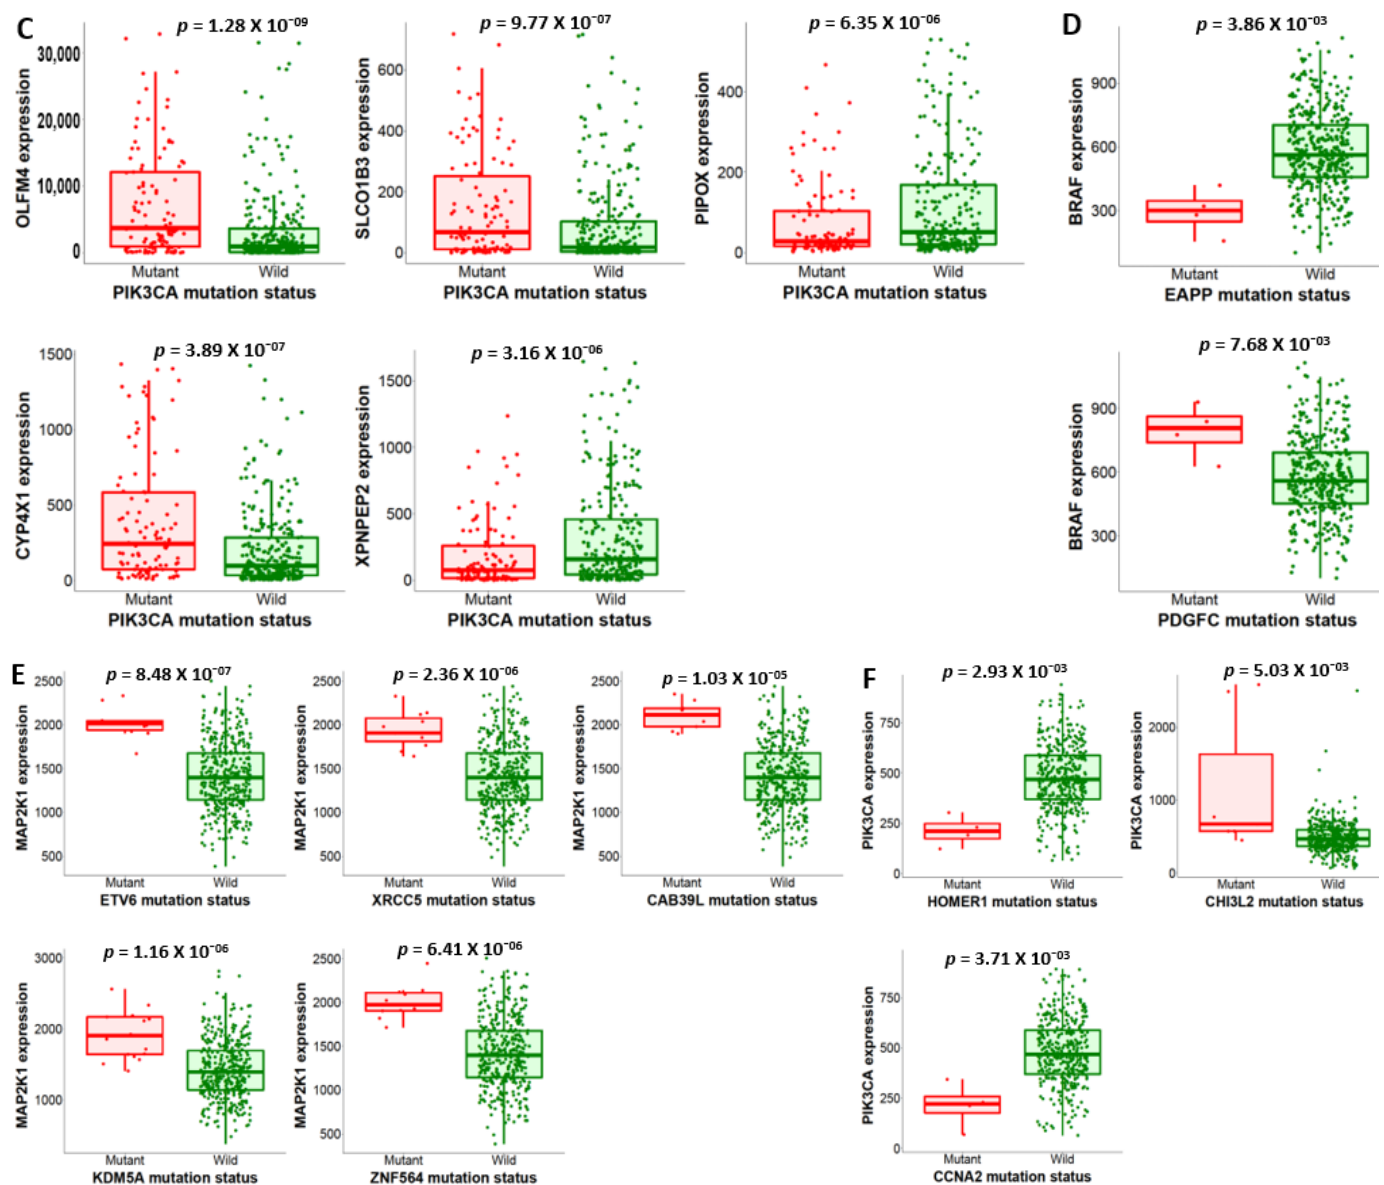 C
p = 1.28 X 10⁻⁰⁹
OLFM4 expression
30,000
20,000
10,000
0
Mutant
Wild
PIK3CA mutation status
p = 9.77 X 10⁻⁰⁷
SLCO1B3 expression
600
400
200
0
Mutant
Wild
PIK3CA mutation status
p = 6.35 X 10⁻⁰⁶
PIPOX expression
400
200
0
Mutant
Wild
PIK3CA mutation status
D
p = 3.86 X 10⁻⁰³
BRAF expression
900
600
300
Mutant
Wild
EAPP mutation status
p = 3.89 X 10⁻⁰⁷
CYP4X1 expression
1500
1000
500
0
Mutant
Wild
PIK3CA mutation status
p = 3.16 X 10⁻⁰⁶
XPNPEP2 expression
1500
1000
500
0
Mutant
Wild
PIK3CA mutation status
p = 7.68 X 10⁻⁰³
BRAF expression
900
600
300
Mutant
Wild
PDGFC mutation status
E
p = 8.48 X 10⁻⁰⁷
MAP2K1 expression
2500
2000
1500
1000
500
Mutant
Wild
ETV6 mutation status
p = 2.36 X 10⁻⁰⁶
MAP2K1 expression
2500
2000
1500
1000
500
Mutant
Wild
XRCC5 mutation status
p = 1.03 X 10⁻⁰⁵
MAP2K1 expression
2500
2000
1500
1000
500
Mutant
Wild
CAB39L mutation status
F
p = 2.93 X 10⁻⁰³
PIK3CA expression
750
500
250
0
Mutant
Wild
HOMER1 mutation status
p = 5.03 X 10⁻⁰³
PIK3CA expression
2000
1000
0
Mutant
Wild
CHI3L2 mutation status
p = 1.16 X 10⁻⁰⁶
MAP2K1 expression
3000
2000
1000
Mutant
Wild
KDM5A mutation status
p = 6.41 X 10⁻⁰⁶
MAP2K1 expression
2500
2000
1500
1000
500
Mutant
Wild
ZNF564 mutation status
p = 3.71 X 10⁻⁰³
PIK3CA expression
750
500
250
0
Mutant
Wild
CCNA2 mutation status